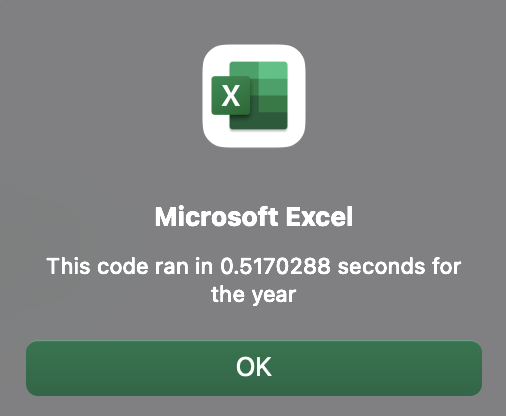 X
Microsoft Excel
This code ran in 0.5170288 seconds for
the year
OK